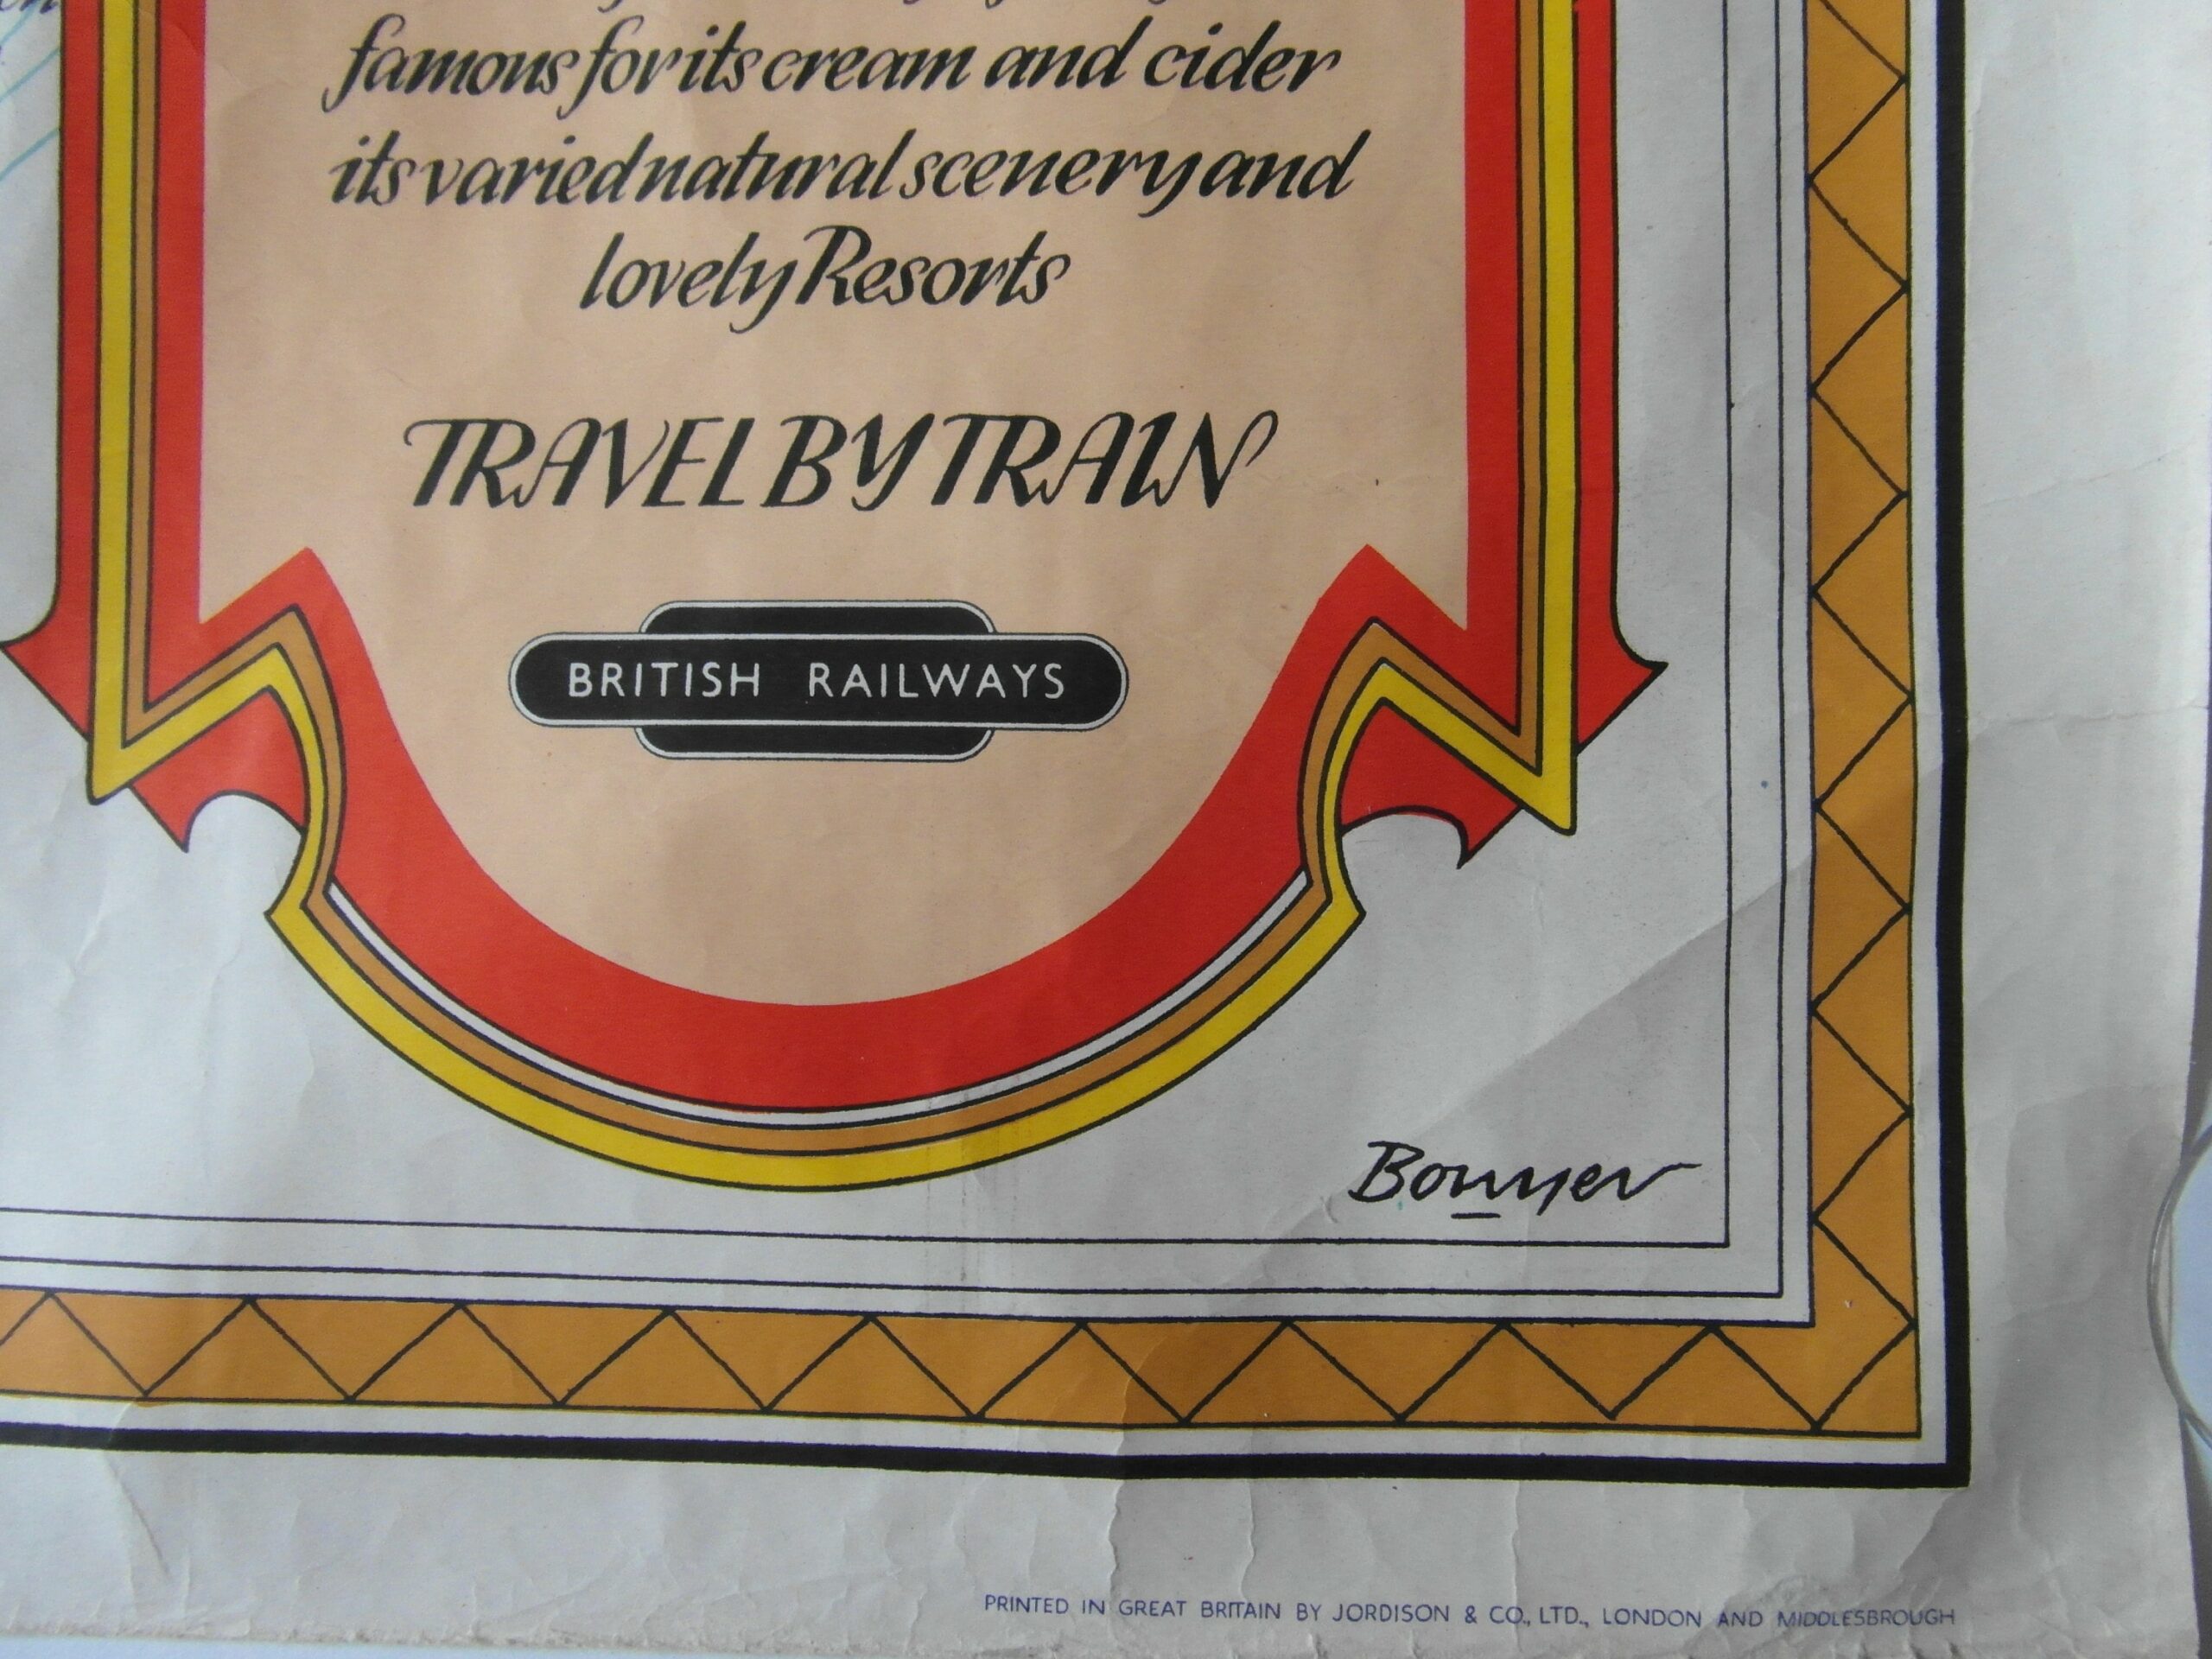 famous for its cream and cider
its varied natural scenery and
lovely Resorts
TRAVEL BY TRAIN
BRITISH RAILWAYS
Bowyer
PRINTED IN GREAT BRITAIN BY JORDISON & CO., LTD., LONDON AND MIDDLESBROUGH